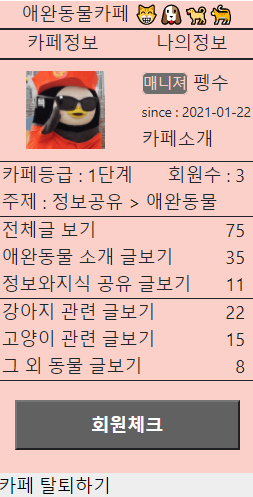 애완동물카페 😸🐶🐕🐈
카페정보 나의정보
매니져 펭수
since : 2021-01-22
카페소개
카페등급 : 1단계 회원수 : 3
주제 : 정보공유 > 애완동물
전체글 보기 75
애완동물 소개 글보기 35
정보와지식 공유 글보기 11
강아지 관련 글보기 22
고양이 관련 글보기 15
그 외 동물 글보기 8
회원체크
카페 탈퇴하기